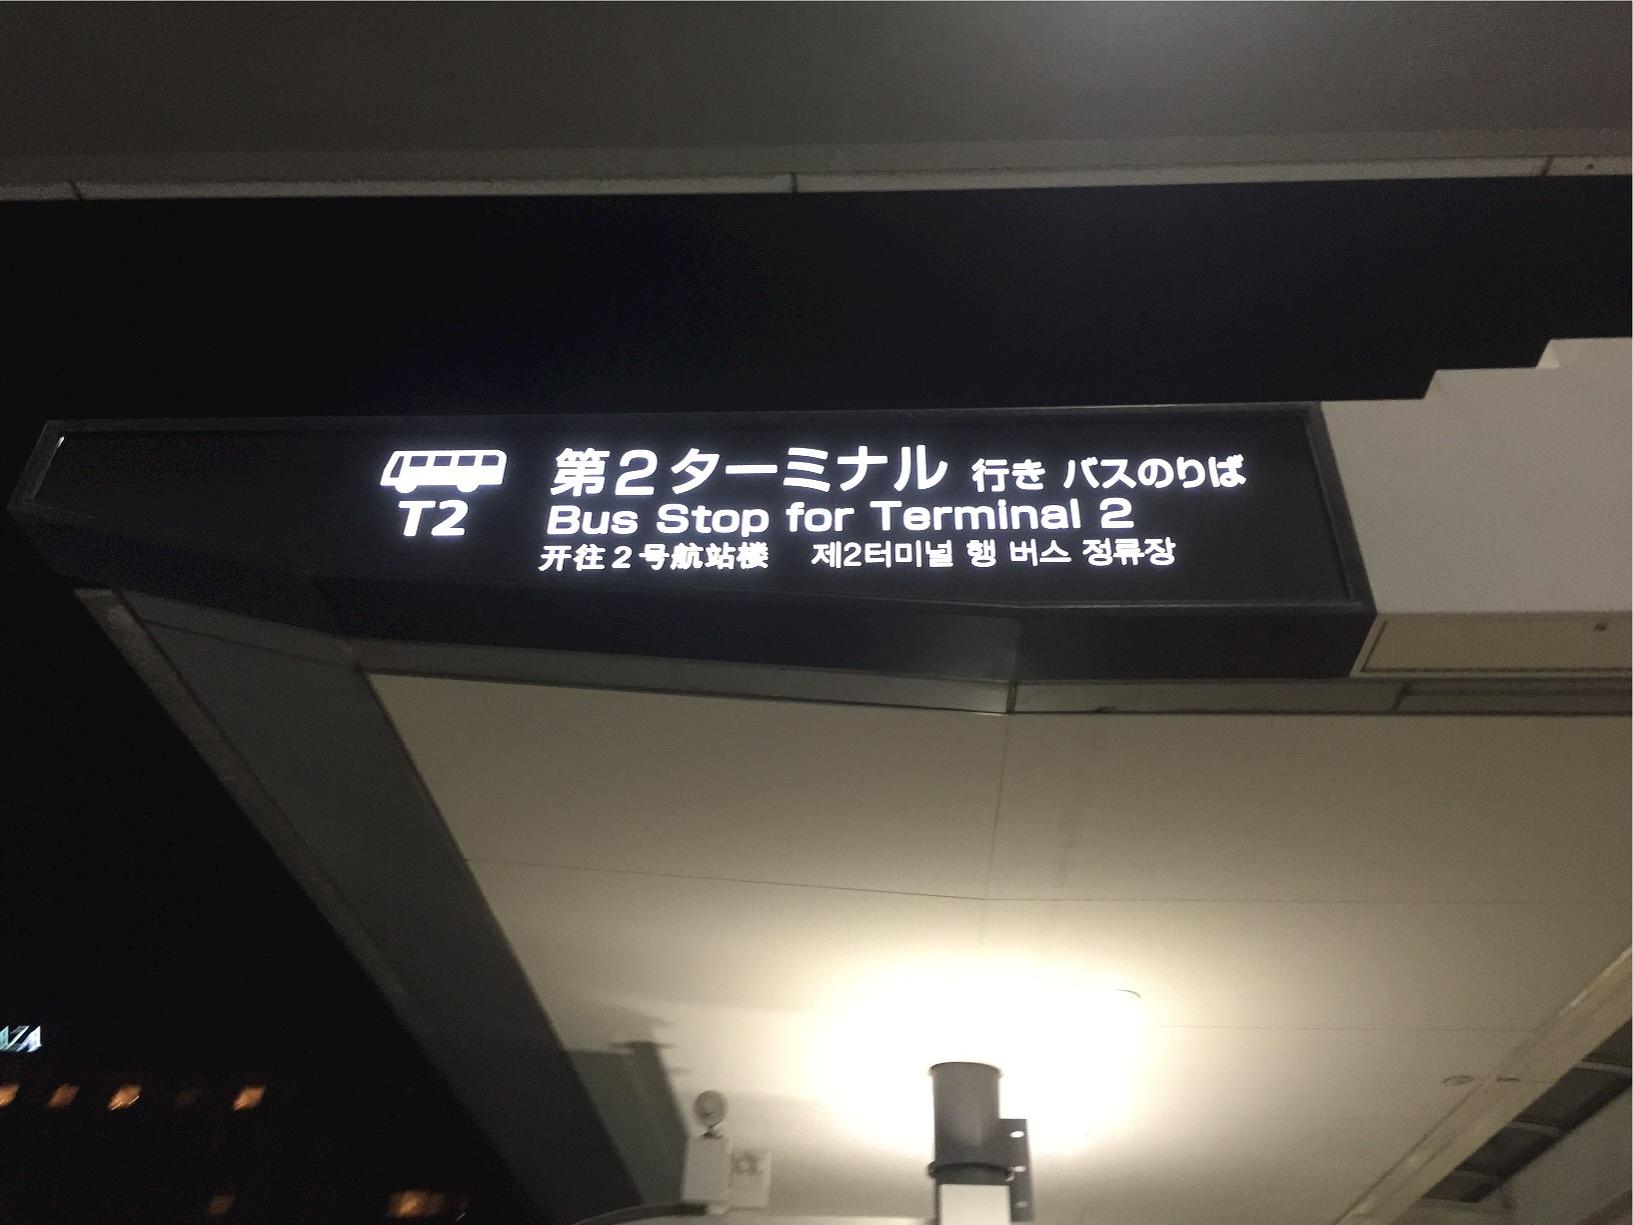 第2ターミナル 行き バスのりば
T2
Bus Stop for Terminal 2
开往2号航站楼 제2터미널 행 버스 정류장